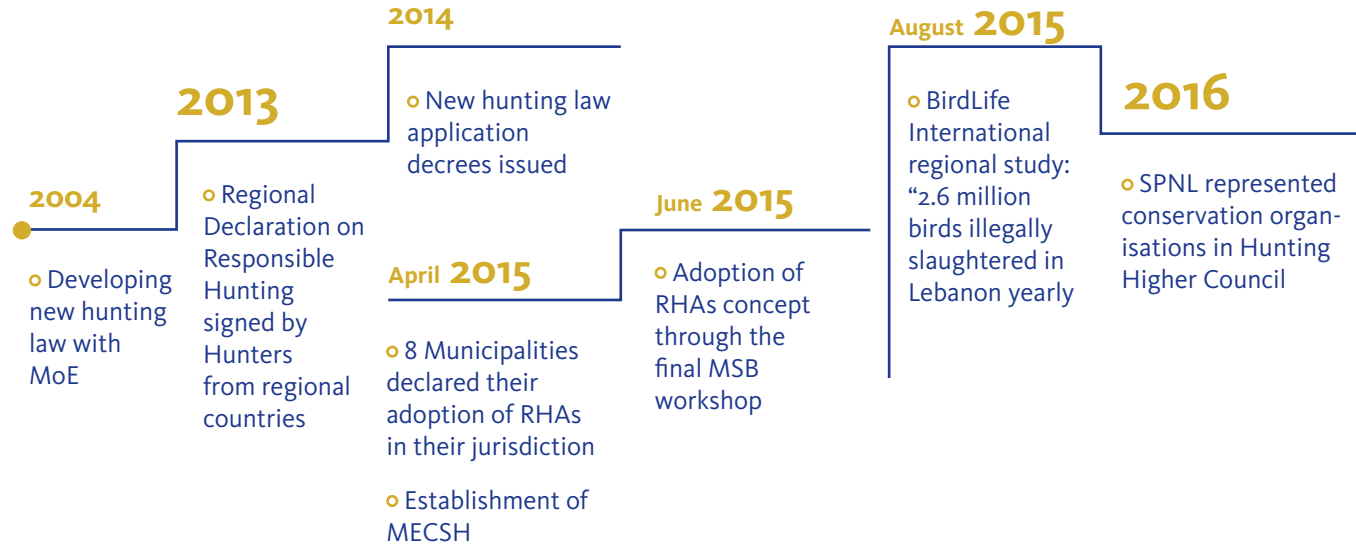 2004
Developing
new hunting
law with
MoE
2013
Regional
Declaration on
Responsible
Hunting
signed by
Hunters
from regional
countries
2014
New hunting law
application
decrees issued
April 2015
8 Municipalities
declared their
adoption of RHAs
in their jurisdiction
Establishment of
MECSH
June 2015
Adoption of
RHAs concept
through the
final MSB
workshop
August 2015
BirdLife
International
regional study:
“2.6 million
birds illegally
slaughtered in
Lebanon yearly
2016
SPNL represented
conservation organ-
isations in Hunting
Higher Council